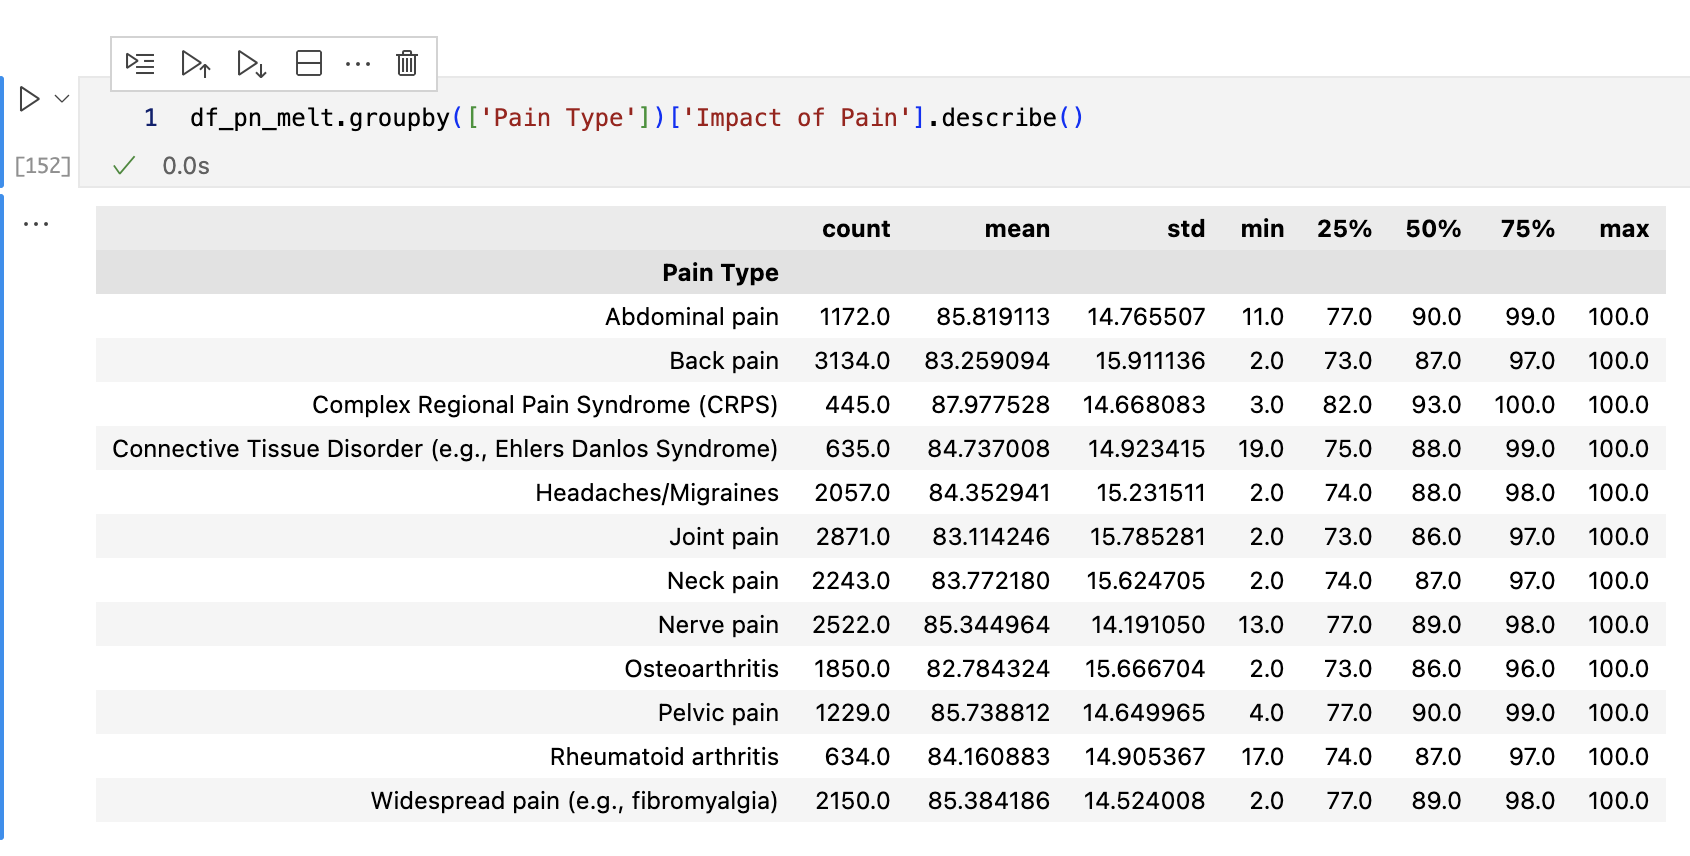 1 df_pn_melt.groupby(['Pain Type'])['Impact of Pain'].describe()
[152] 0.0s
count mean std min 25% 50% 75% max
Pain Type
Abdominal pain 1172.0 85.819113 14.765507 11.0 77.0 90.0 99.0 100.0
Back pain 3134.0 83.259094 15.911136 2.0 73.0 87.0 97.0 100.0
Complex Regional Pain Syndrome (CRPS) 445.0 87.977528 14.668083 3.0 82.0 93.0 100.0 100.0
Connective Tissue Disorder (e.g., Ehlers Danlos Syndrome) 635.0 84.737008 14.923415 19.0 75.0 88.0 99.0 100.0
Headaches/Migraines 2057.0 84.352941 15.231511 2.0 74.0 88.0 98.0 100.0
Joint pain 2871.0 83.114246 15.785281 2.0 73.0 86.0 97.0 100.0
Neck pain 2243.0 83.772180 15.624705 2.0 74.0 87.0 97.0 100.0
Nerve pain 2522.0 85.344964 14.191050 13.0 77.0 89.0 98.0 100.0
Osteoarthritis 1850.0 82.784324 15.666704 2.0 73.0 86.0 96.0 100.0
Pelvic pain 1229.0 85.738812 14.649965 4.0 77.0 90.0 99.0 100.0
Rheumatoid arthritis 634.0 84.160883 14.905367 17.0 74.0 87.0 97.0 100.0
Widespread pain (e.g., fibromyalgia) 2150.0 85.384186 14.524008 2.0 77.0 89.0 98.0 100.0